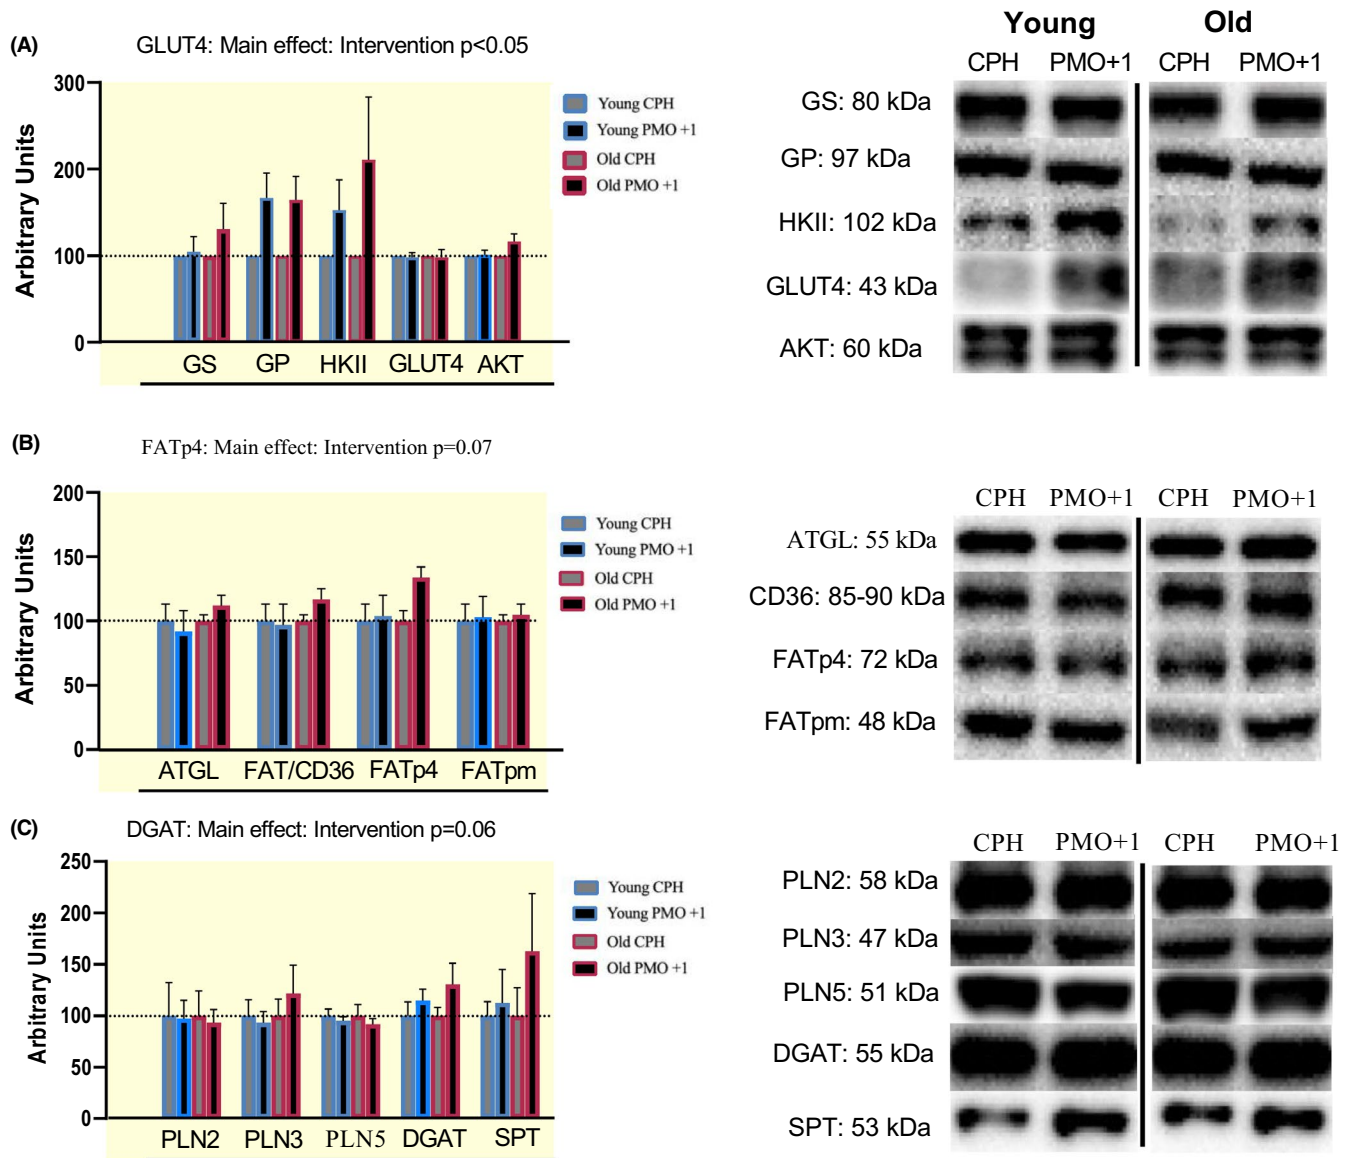 (A)
GLUT4: Main effect: Intervention p<0.05
Arbitrary Units
300
200
100
0
GS GP HKII GLUT4 AKT
Young CPH
Young PMO +1
Old CPH
Old PMO +1
Young Old
CPH PMO+1 CPH PMO+1
GS: 80 kDa
GP: 97 kDa
HKII: 102 kDa
GLUT4: 43 kDa
AKT: 60 kDa
(B)
FATp4: Main effect: Intervention p=0.07
Arbitrary Units
200
150
100
50
0
ATGL FAT/CD36 FATp4 FATpm
Young CPH
Young PMO +1
Old CPH
Old PMO +1
CPH PMO+1 CPH PMO+1
ATGL: 55 kDa
CD36: 85-90 kDa
FATp4: 72 kDa
FATpm: 48 kDa
(C)
DGAT: Main effect: Intervention p=0.06
Arbitrary Units
250
200
150
100
50
0
PLN2 PLN3 PLN5 DGAT SPT
Young CPH
Young PMO +1
Old CPH
Old PMO +1
CPH PMO+1 CPH PMO+1
PLN2: 58 kDa
PLN3: 47 kDa
PLN5: 51 kDa
DGAT: 55 kDa
SPT: 53 kDa